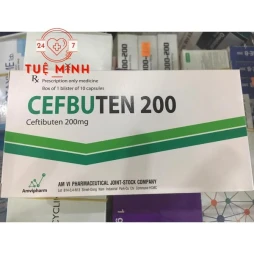 24 7
TUỆ MINH
Rx Prescription only medicine
Box of 1 blister of 10 capsules
CEFBUTEN 200
Ceftibuten 200mg
Amvipharm
AM VI PHARMACEUTICAL JOINT-STOCK COMPANY